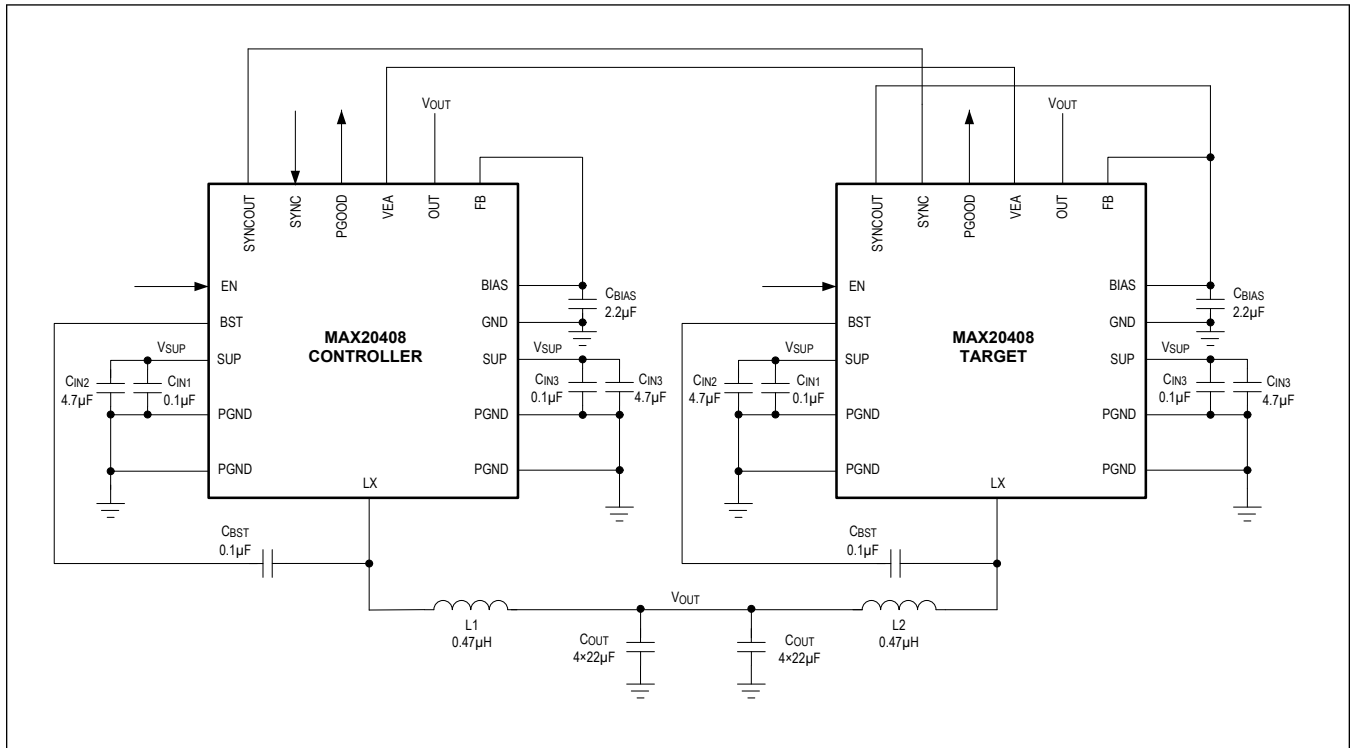 VOUT
VOUT
SYNCOUT
SYNC
PGOOD
VEA
OUT
FB
SYNCOUT
SYNC
PGOOD
VEA
OUT
FB
EN
BST
SUP
PGND
PGND
BIAS
GND
SUP
PGND
PGND
LX
MAX20408
CONTROLLER
VSUP
CIN2
4.7µF
CIN1
0.1µF
CBIAS
2.2µF
VSUP
CIN3
0.1µF
CIN3
4.7µF
EN
BST
SUP
PGND
PGND
BIAS
GND
SUP
PGND
PGND
LX
MAX20408
TARGET
VSUP
CIN2
4.7µF
CIN1
0.1µF
CBIAS
2.2µF
VSUP
CIN3
0.1µF
CIN3
4.7µF
CBST
0.1µF
CBST
0.1µF
VOUT
L1
0.47µH
COUT
4×22µF
COUT
4×22µF
L2
0.47µH